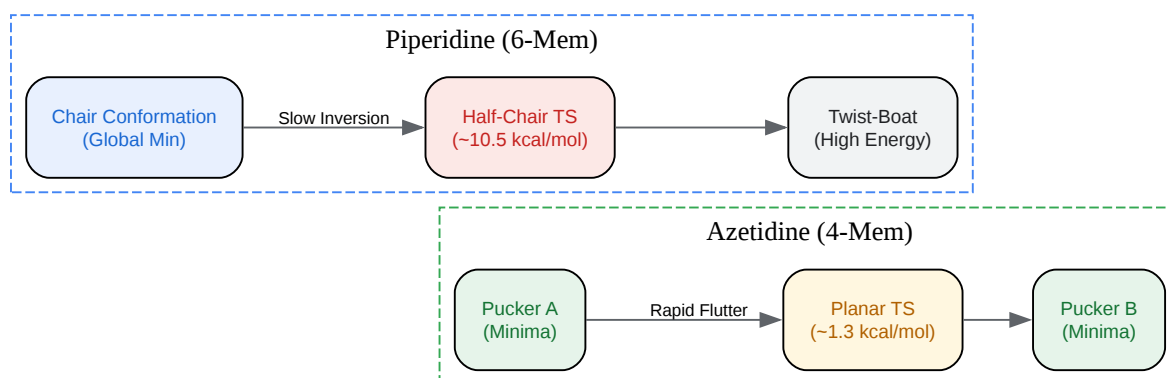 Piperidine (6-Mem)
Chair Conformation
(Global Min)
Slow Inversion
Half-Chair TS
(~10.5 kcal/mol)
Twist-Boat
(High Energy)
Azetidine (4-Mem)
Pucker A
(Minima)
Rapid Flutter
Planar TS
(~1.3 kcal/mol)
Pucker B
(Minima)